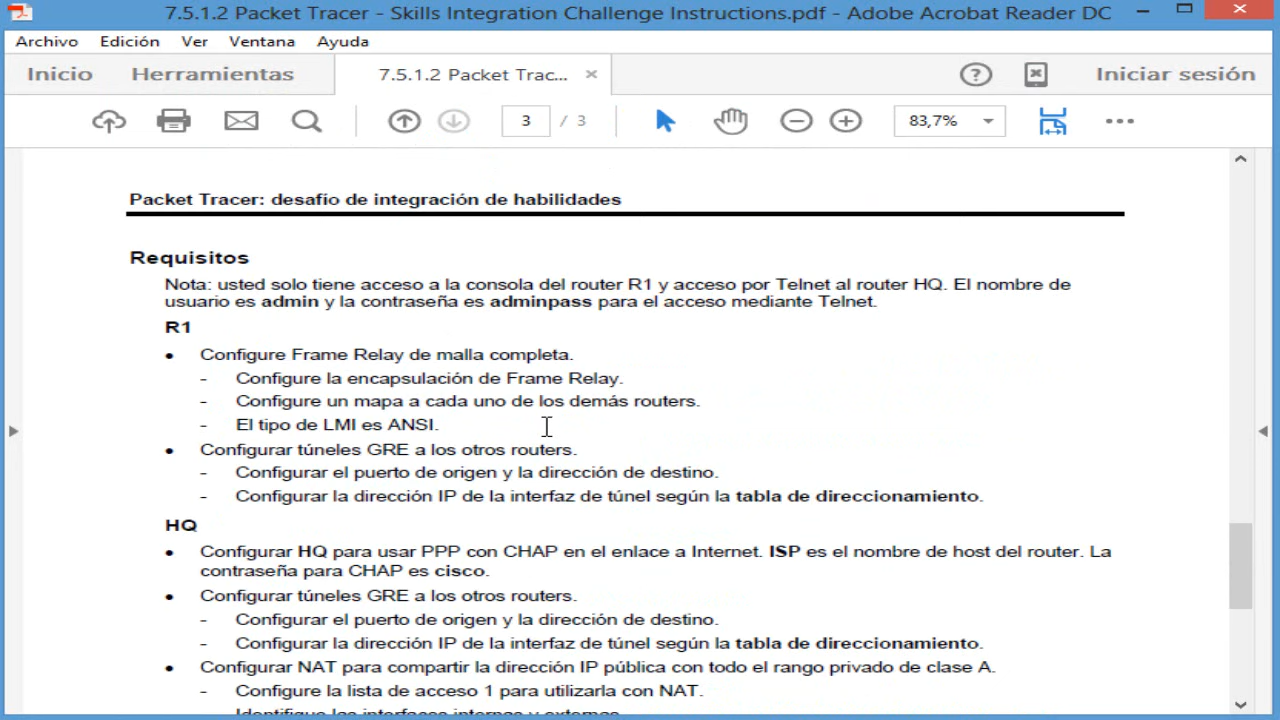 7.5.1.2 Packet Tracer - Skills Integration Challenge Instructions.pdf - Adobe Acrobat Reader DC
Archivo Edición Ver Ventana Ayuda
Inicio Herramientas 7.5.1.2 Packet Trac... × Iniciar sesión
3 / 3 83,7%
Packet Tracer: desafío de integración de habilidades
Requisitos
Nota: usted solo tiene acceso a la consola del router R1 y acceso por Telnet al router HQ. El nombre de
usuario es admin y la contraseña es adminpass para el acceso mediante Telnet.
R1
• Configure Frame Relay de malla completa.
- Configure la encapsulación de Frame Relay.
- Configure un mapa a cada uno de los demás routers.
- El tipo de LMI es ANSI.
• Configurar túneles GRE a los otros routers.
- Configurar el puerto de origen y la dirección de destino.
- Configurar la dirección IP de la interfaz de túnel según la tabla de direccionamiento.
HQ
• Configurar HQ para usar PPP con CHAP en el enlace a Internet. ISP es el nombre de host del router. La
contraseña para CHAP es cisco.
• Configurar túneles GRE a los otros routers.
- Configurar el puerto de origen y la dirección de destino.
- Configurar la dirección IP de la interfaz de túnel según la tabla de direccionamiento.
• Configurar NAT para compartir la dirección IP pública con todo el rango privado de clase A.
- Configure la lista de acceso 1 para utilizarla con NAT.
Identifique las interfaces internas y externas.